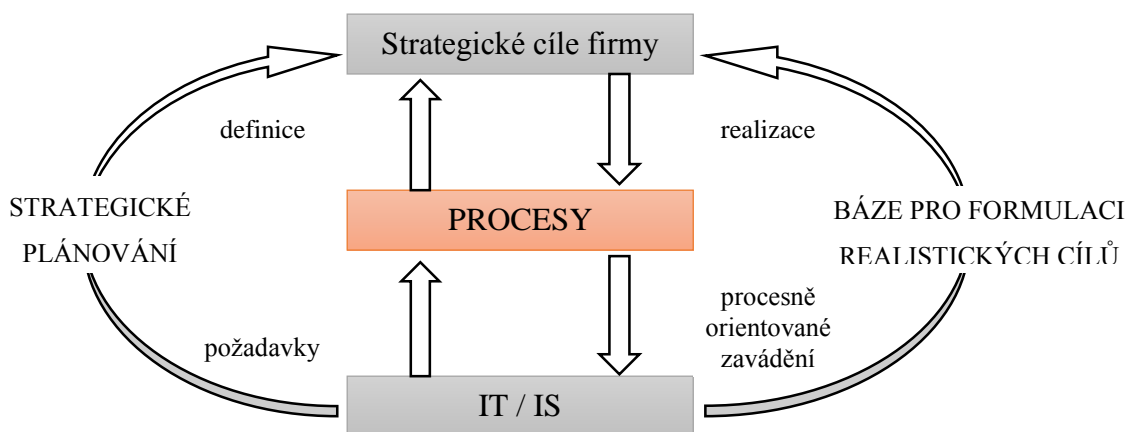 Strategické cíle firmy
definice
realizace
STRATEGICKÉ
PLÁNOVÁNÍ
PROCESY
BÁZE PRO FORMULACI
REALISTICKÝCH CÍLŮ
požadavky
procesně
orientované
zavádění
IT / IS